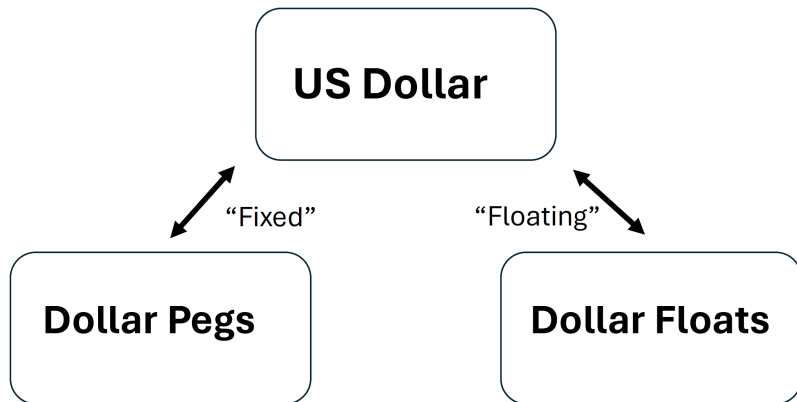 US Dollar
“Fixed”
“Floating”
Dollar Pegs
Dollar Floats